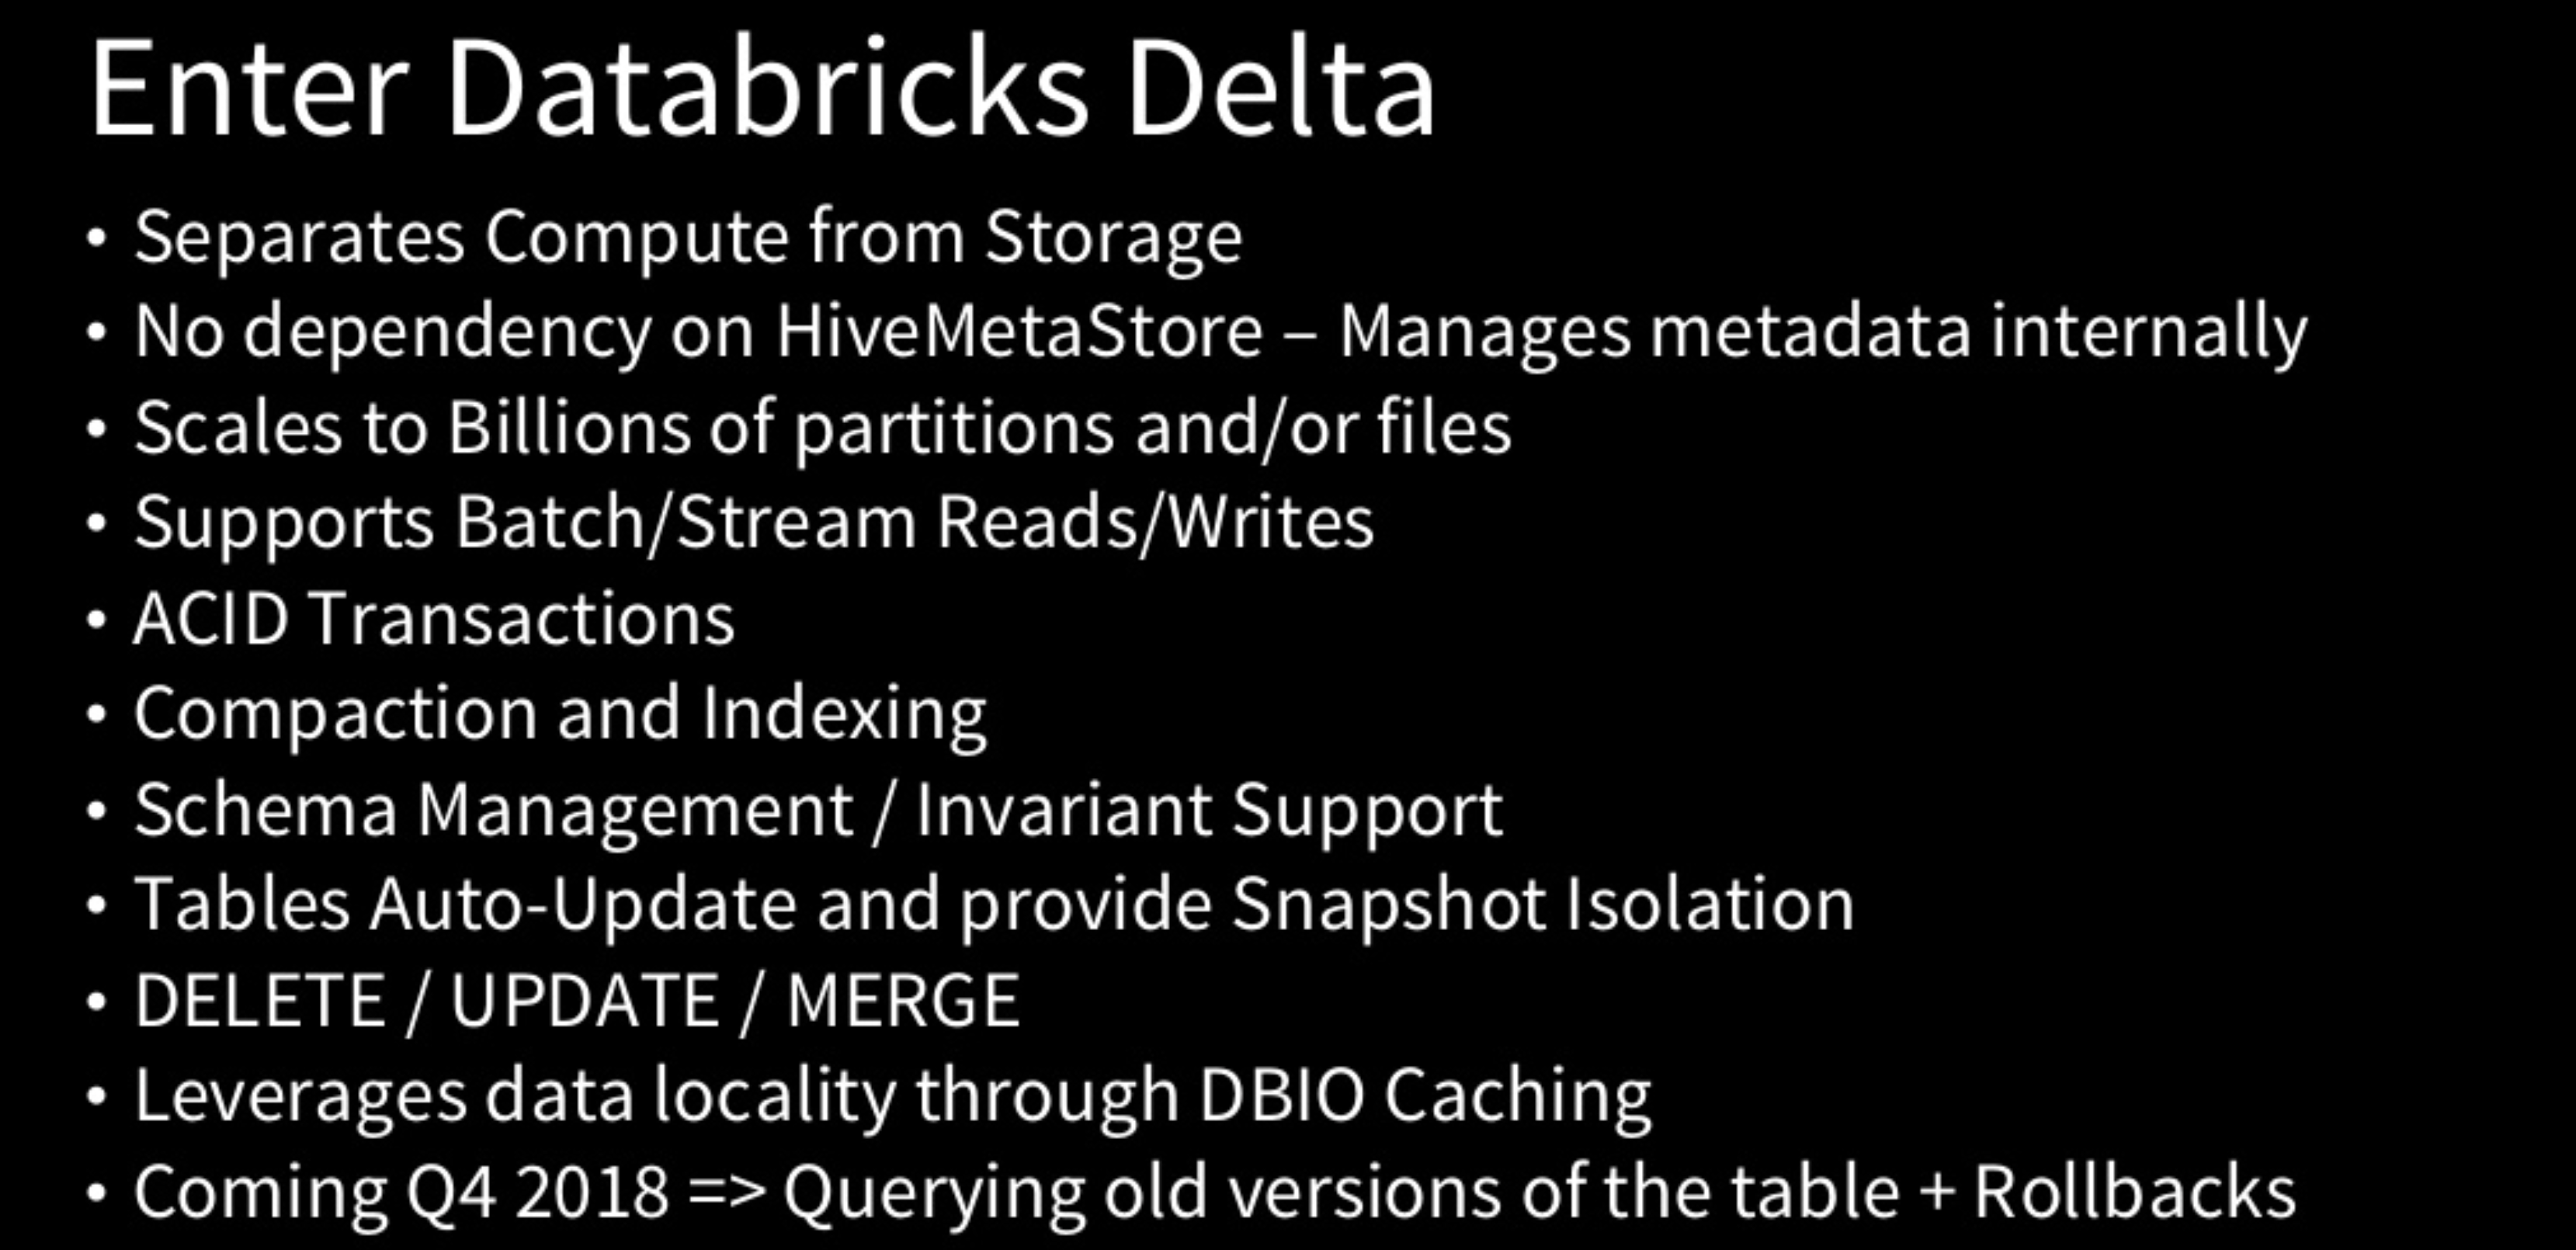 Enter Databricks Delta
• Separates Compute from Storage
• No dependency on HiveMetaStore – Manages metadata internally
• Scales to Billions of partitions and/or files
• Supports Batch/Stream Reads/Writes
• ACID Transactions
• Compaction and Indexing
• Schema Management / Invariant Support
• Tables Auto-Update and provide Snapshot Isolation
• DELETE / UPDATE / MERGE
• Leverages data locality through DBIO Caching
• Coming Q4 2018 => Querying old versions of the table + Rollbacks